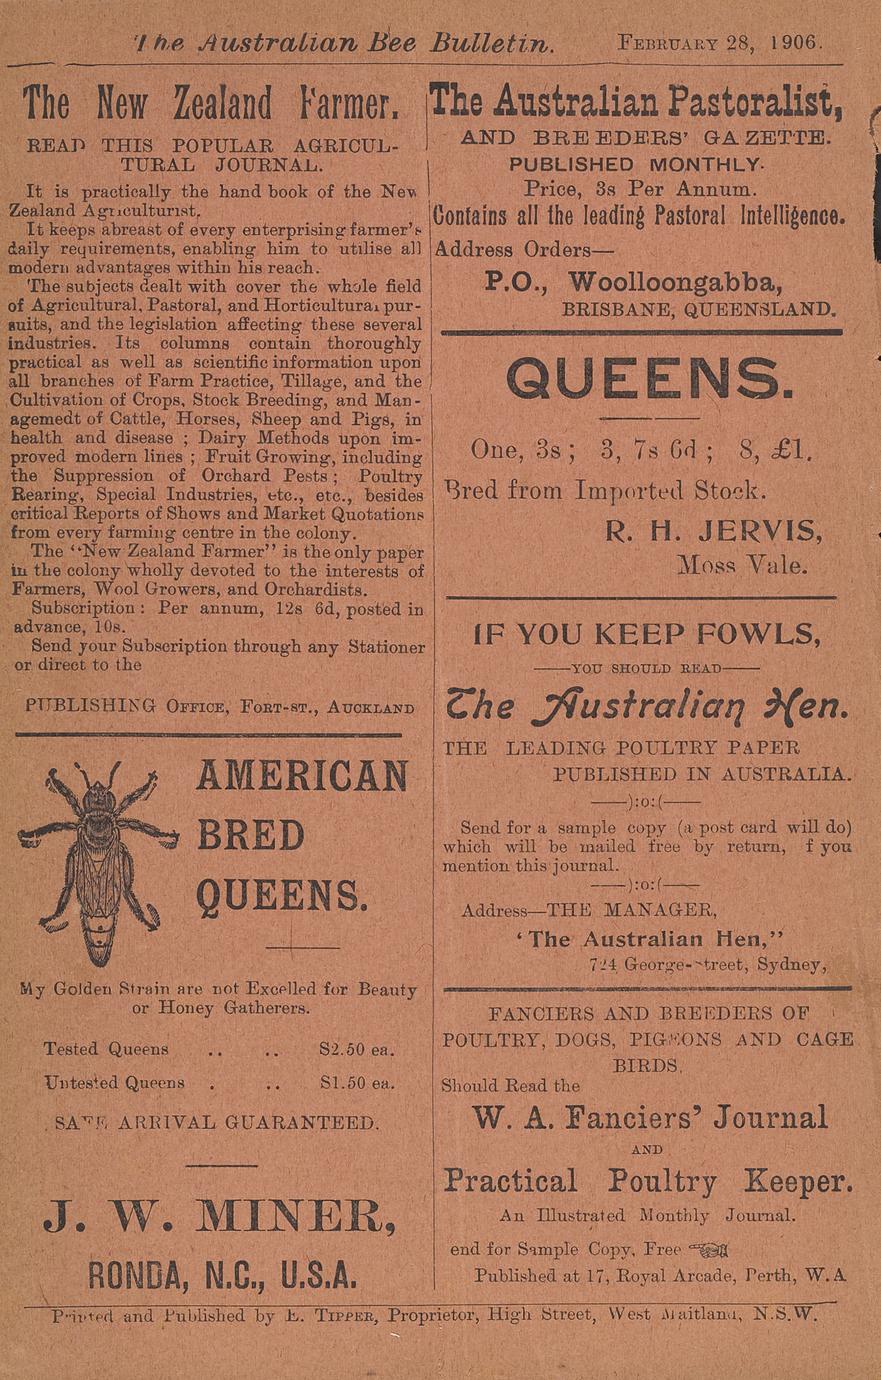 The Australian Bee Bulletin. FEBRUARY 28, 1906.
The New Zealand Farmer.
READ THIS POPULAR AGRICUL-
TURAL JOURNAL.
It is practically the hand book of the New
Zealand Agriculturist.
It keeps abreast of every enterprising farmer's
daily requirements, enabling him to utilise all
modern advantages within his reach.
The subjects dealt with cover the whole field
of Agricultural, Pastoral, and Horticultural pur-
suits, and the legislation affecting these several
industries. Its columns contain thoroughly
practical as well as scientific information upon
all branches of Farm Practice, Tillage, and the
Cultivation of Crops, Stock Breeding, and Man-
agemedt of Cattle, Horses, Sheep and Pigs, in
health and disease ; Dairy Methods upon im-
proved modern lines ; Fruit Growing, including
the Suppression of Orchard Pests ; Poultry
Rearing, Special Industries, etc., etc., besides
critical Reports of Shows and Market Quotations
from every farming centre in the colony.
The "New Zealand Farmer" is the only paper
in the colony wholly devoted to the interests of
Farmers, Wool Growers, and Orchardists.
Subscription : Per annum, 12s 6d, posted in
advance, 10s.
Send your Subscription through any Stationer
or direct to the
PUBLISHING OFFICE, FORT-ST., AUCKLAND
AMERICAN
BRED
QUEENS.
My Golden Strain are not Excelled for Beauty
or Honey Gatherers.
Tested Queens .. .. $2.50 ea.
Untested Queens . .. $1.50 ea.
SAFE ARRIVAL GUARANTEED.
J. W. MINER,
RONDA, N.C., U.S.A.
The Australian Pastoralist,
AND BREEDERS' GAZETTE.
PUBLISHED MONTHLY.
Price, 3s Per Annum.
Contains all the leading Pastoral Intelligence.
Address Orders—
P.O., Woolloongabba,
BRISBANE, QUEENSLAND.
QUEENS.
One, 3s ; 3, 7s 6d ; 8, £1.
Bred from Imported Stock.
R. H. JERVIS,
Moss Vale.
IF YOU KEEP FOWLS,
——YOU SHOULD READ——
The Australian Hen.
THE LEADING POULTRY PAPER
PUBLISHED IN AUSTRALIA.
——):o:(——
Send for a sample copy (a post card will do)
which will be mailed free by return, f you
mention this journal.
——):o:(——
Address—THE MANAGER,
'The Australian Hen,"
724 George-street, Sydney,
FANCIERS AND BREEDERS OF
POULTRY, DOGS, PIGEONS AND CAGE
BIRDS,
Should Read the
W. A. Fanciers' Journal
AND
Practical Poultry Keeper.
An Illustrated Monthly Journal.
end for Sample Copy, Free
Published at 17, Royal Arcade, Perth, W.A
Printed and Published by E. TIPPER, Proprietor, High Street, West Maitland, N.S.W.